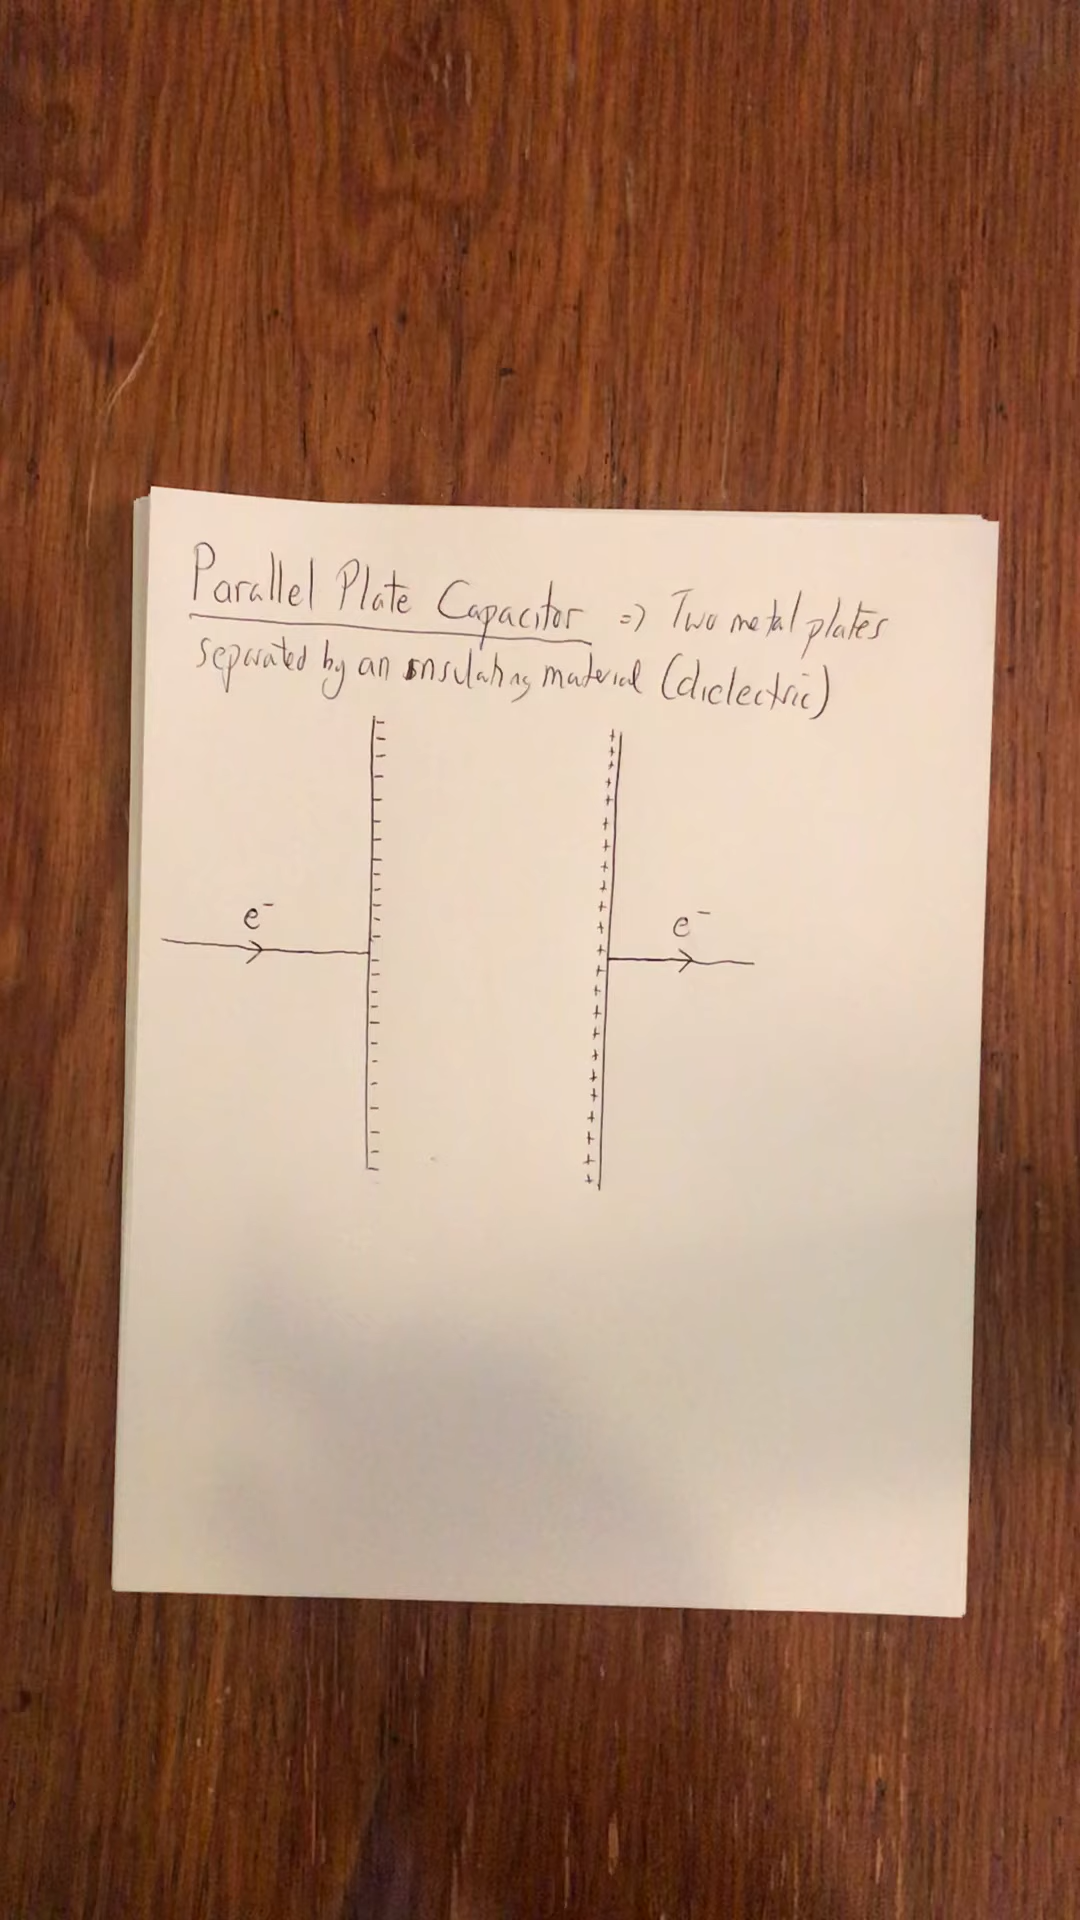 Parallel Plate Capacitor => Two metal plates
separated by an insulating material (dielectric)
e⁻ e⁻